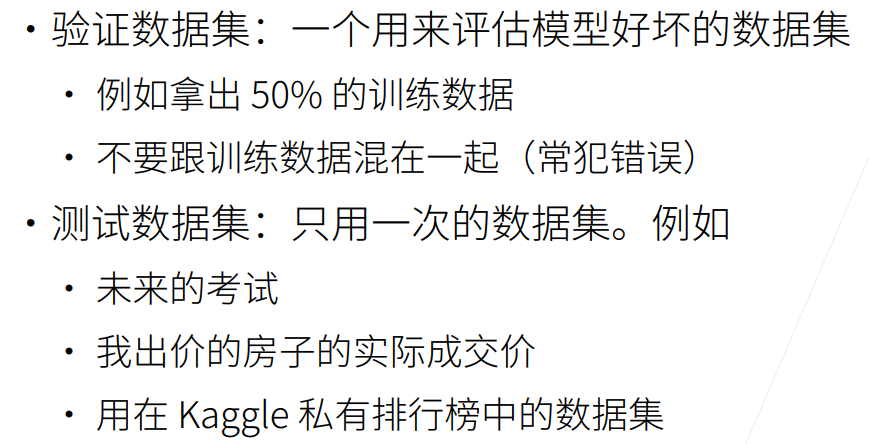 • 验证数据集：一个用来评估模型好坏的数据集
• 例如拿出 50% 的训练数据
• 不要跟训练数据混在一起（常犯错误）
• 测试数据集：只用一次的数据集。例如
• 未来的考试
• 我出价的房子的实际成交价
• 用在 Kaggle 私有排行榜中的数据集